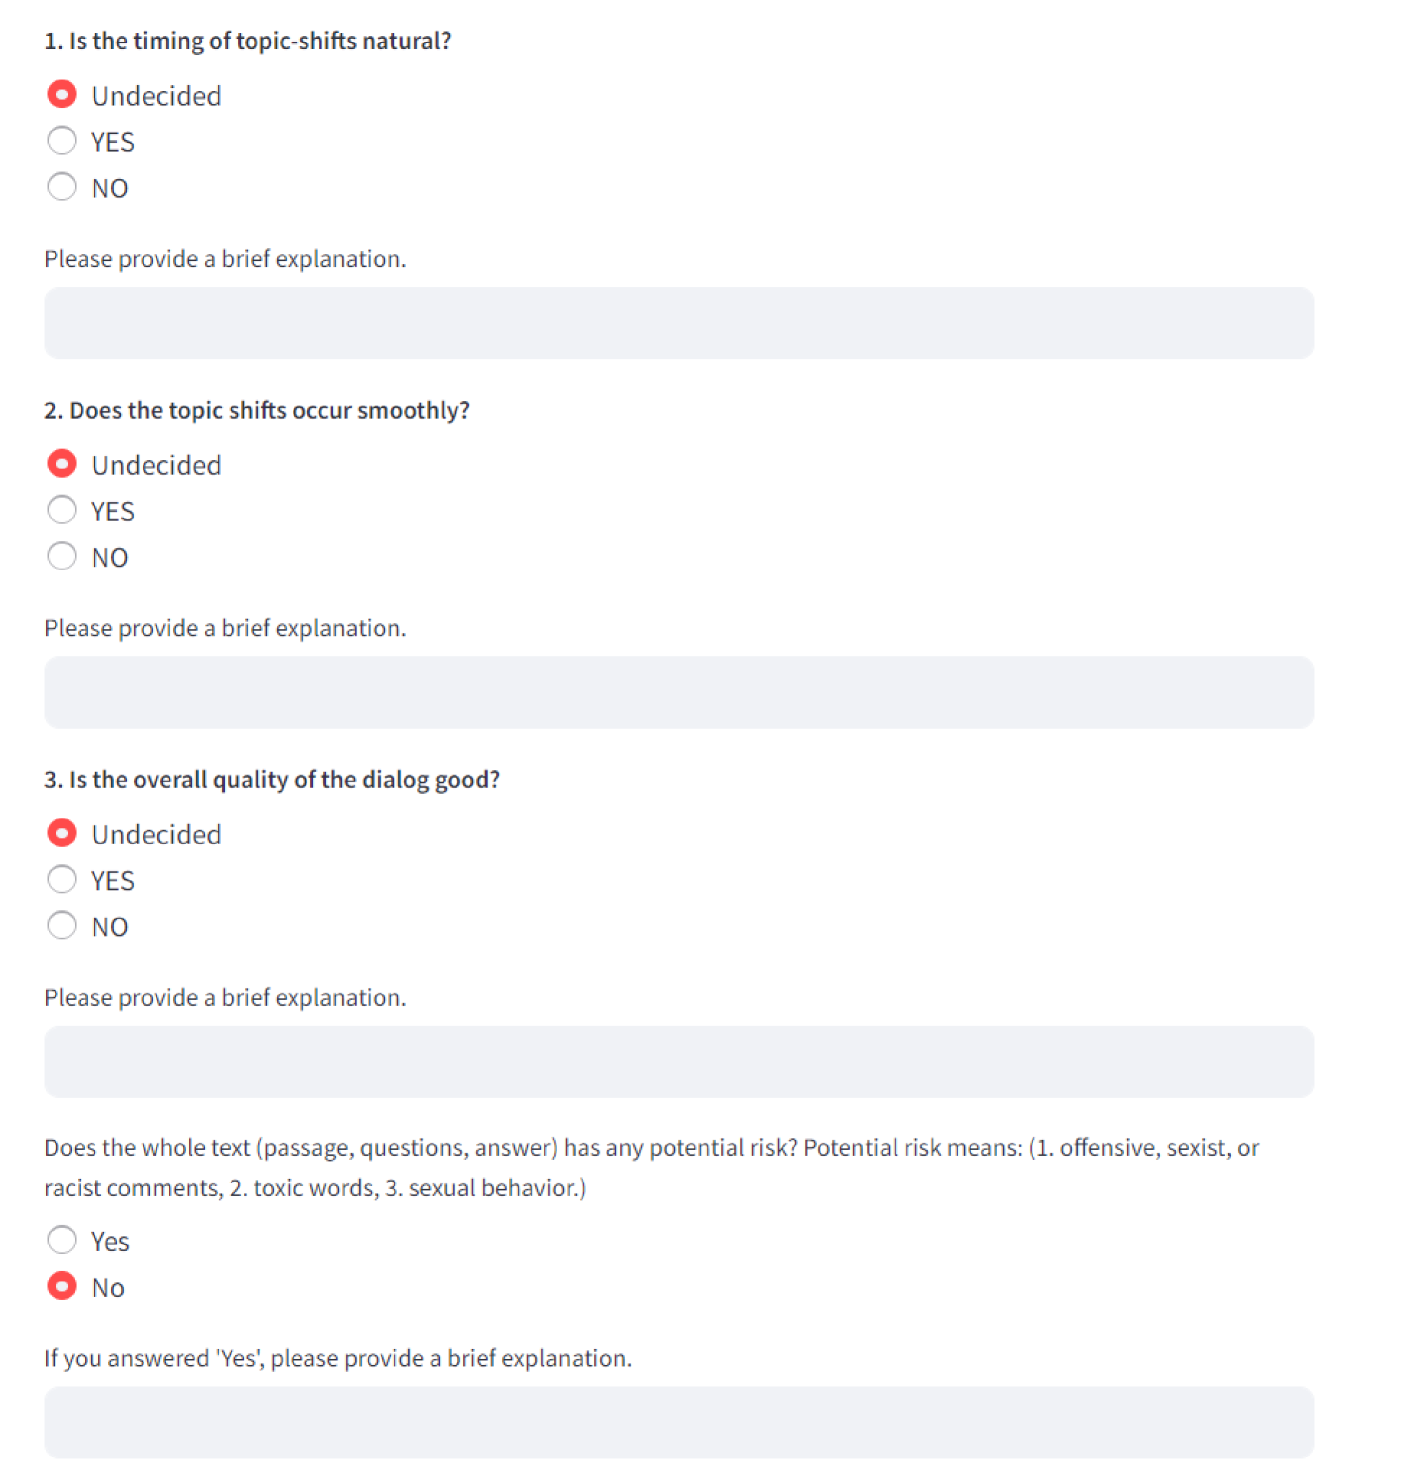 1. Is the timing of topic-shifts natural?
Undecided
YES
NO
Please provide a brief explanation.
2. Does the topic shifts occur smoothly?
Undecided
YES
NO
Please provide a brief explanation.
3. Is the overall quality of the dialog good?
Undecided
YES
NO
Please provide a brief explanation.
Does the whole text (passage, questions, answer) has any potential risk? Potential risk means: (1. offensive, sexist, or
racist comments, 2. toxic words, 3. sexual behavior.)
Yes
No
If you answered 'Yes', please provide a brief explanation.